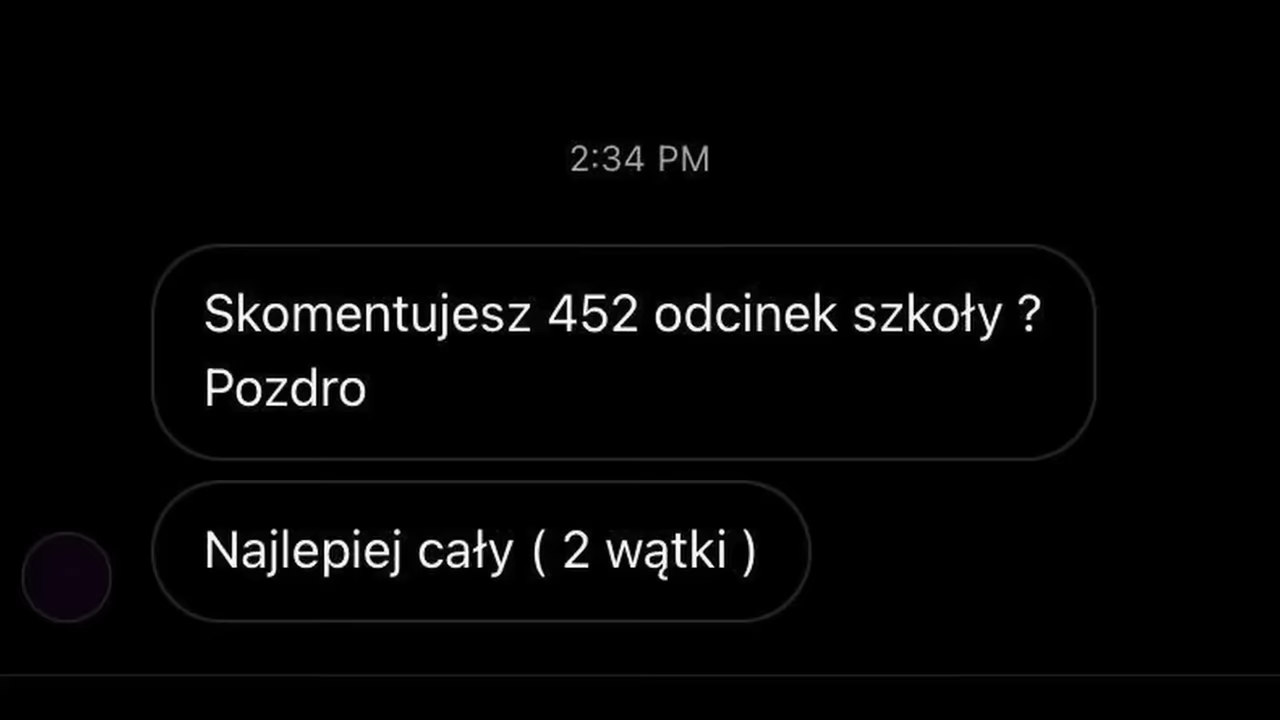 2:34 PM
Skomentujesz 452 odcinek szkoły ?
Pozdro
Najlepiej cały ( 2 wątki )